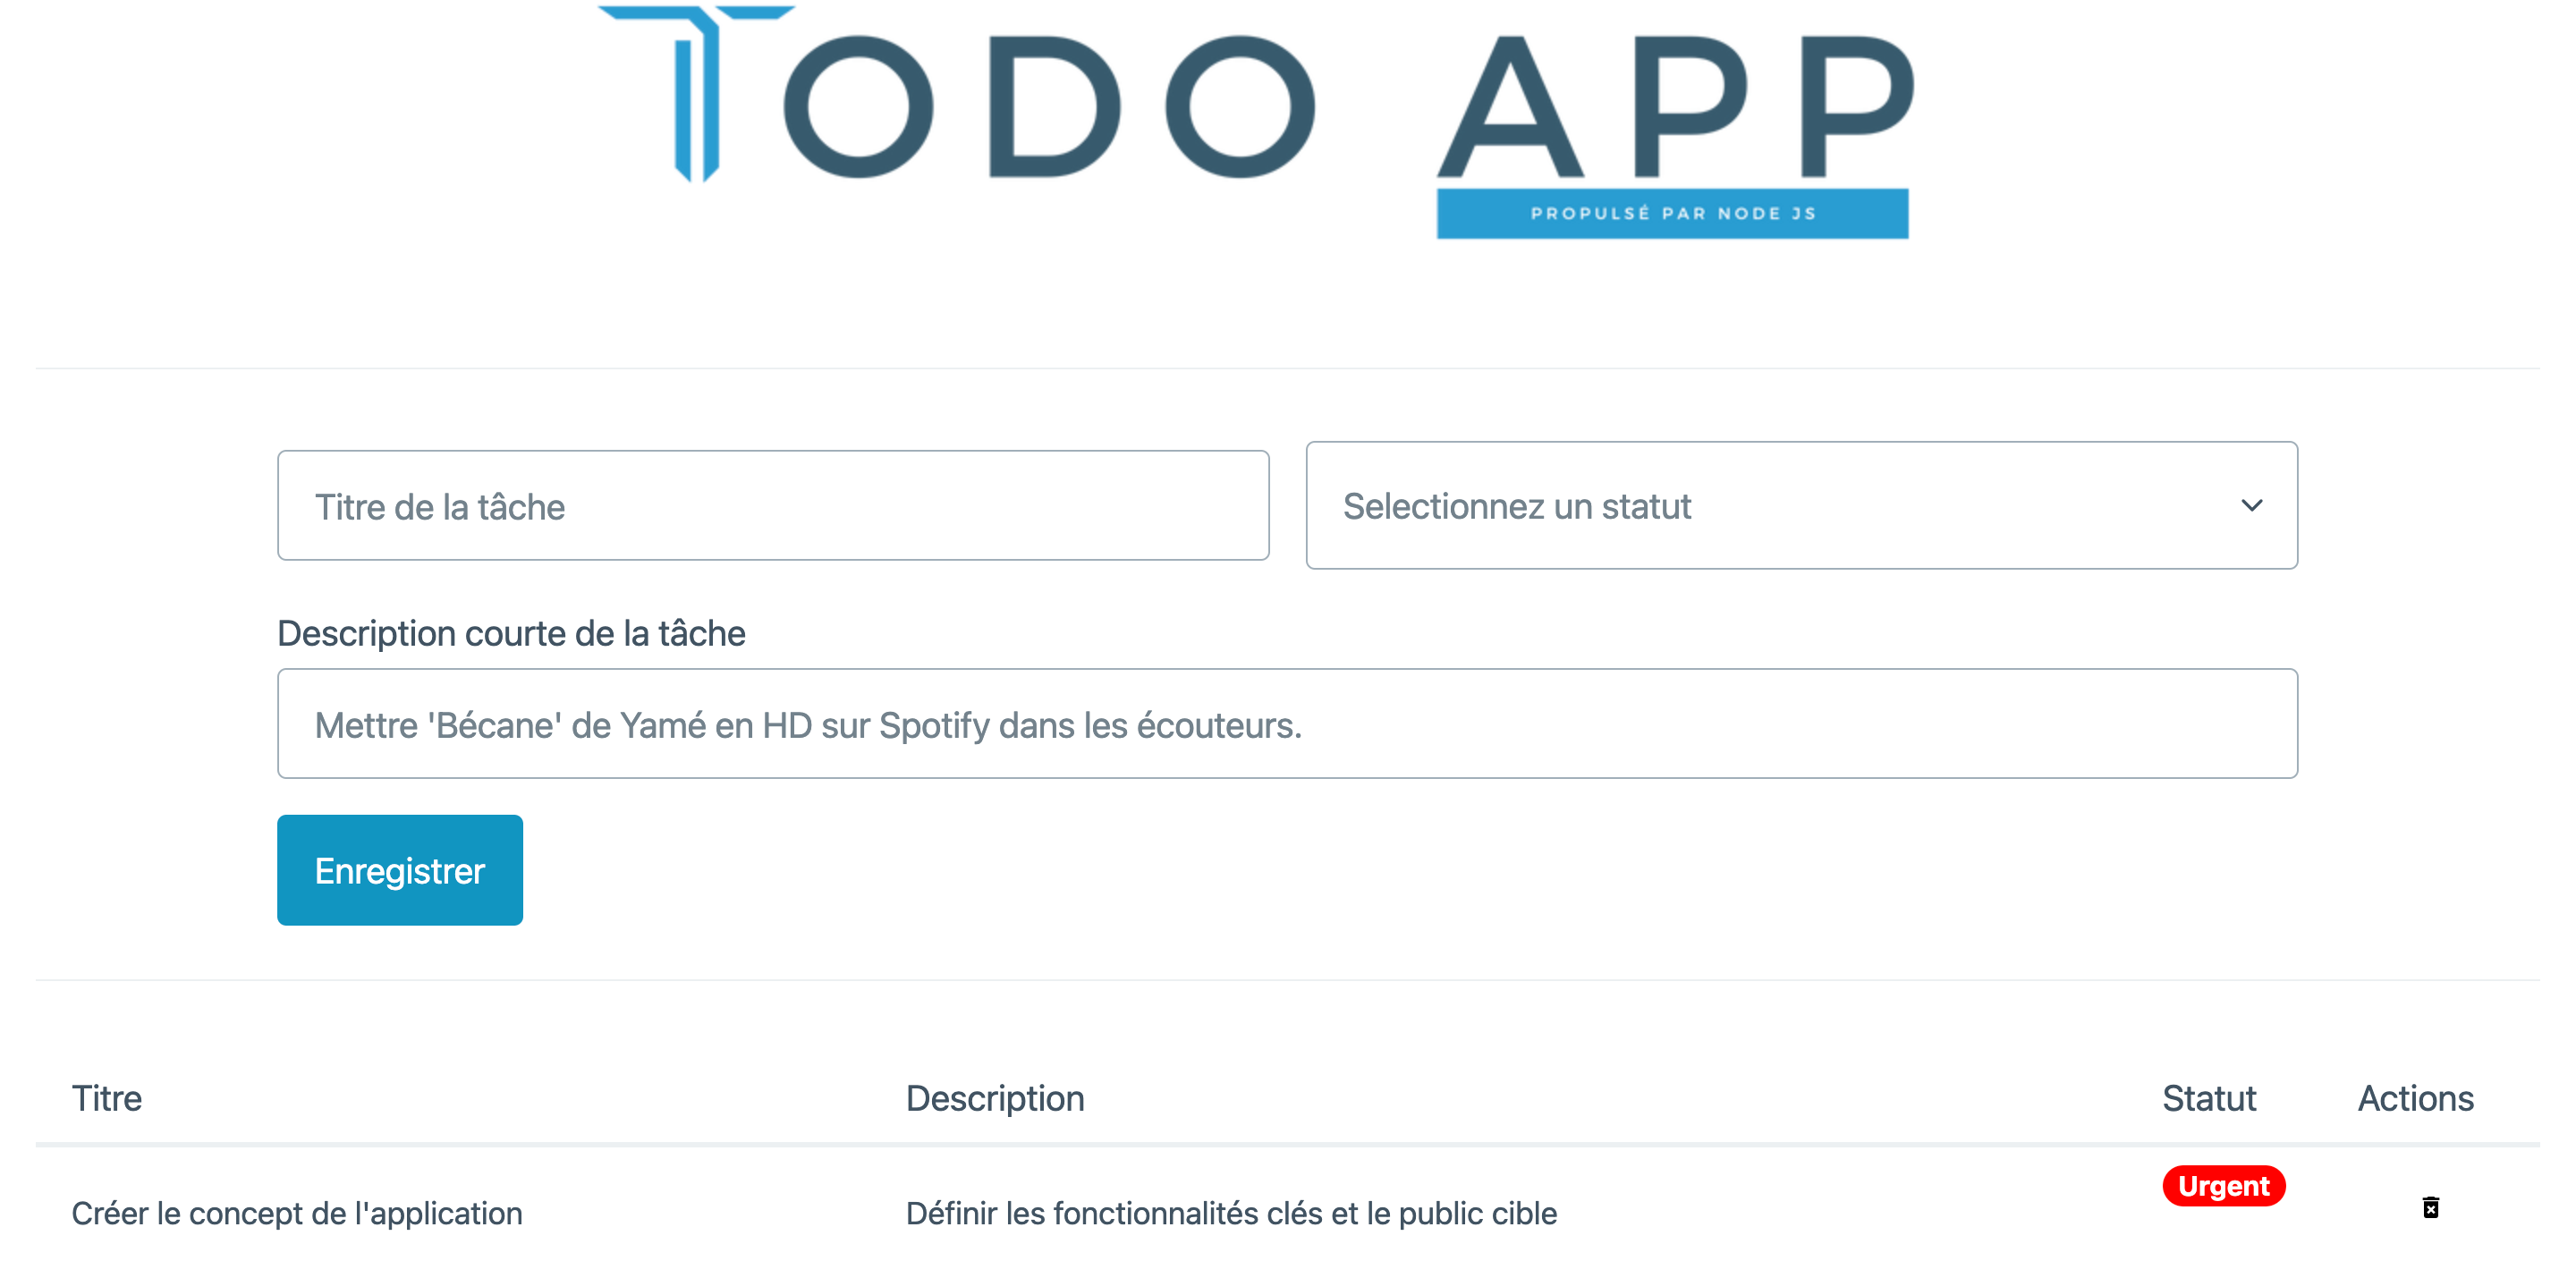 TODO APP
PROPULSÉ PAR NODE JS
Titre de la tâche
Selectionnez un statut
Description courte de la tâche
Mettre 'Bécane' de Yamé en HD sur Spotify dans les écouteurs.
Enregistrer
Titre Description Statut Actions
Créer le concept de l'application Définir les fonctionnalités clés et le public cible Urgent